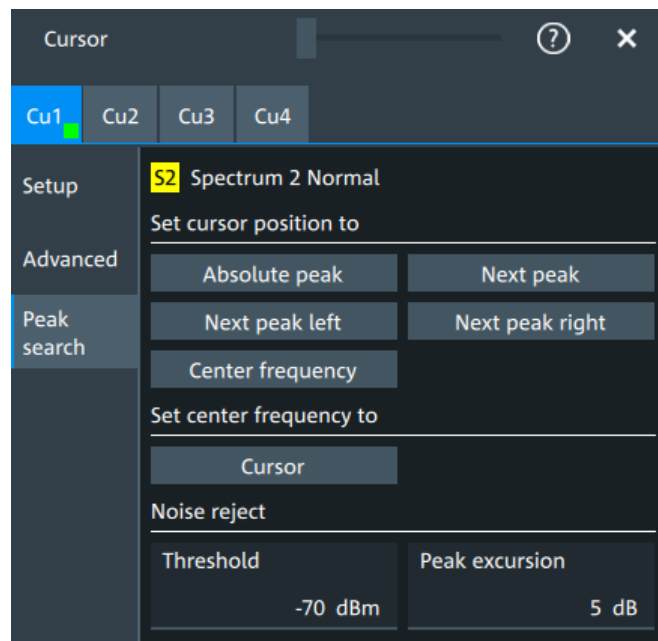 Cursor
?
Cu1 Cu2 Cu3 Cu4
Setup
Advanced
Peak
search
S2 Spectrum 2 Normal
Set cursor position to
Absolute peak Next peak
Next peak left Next peak right
Center frequency
Set center frequency to
Cursor
Noise reject
Threshold Peak excursion
-70 dBm 5 dB